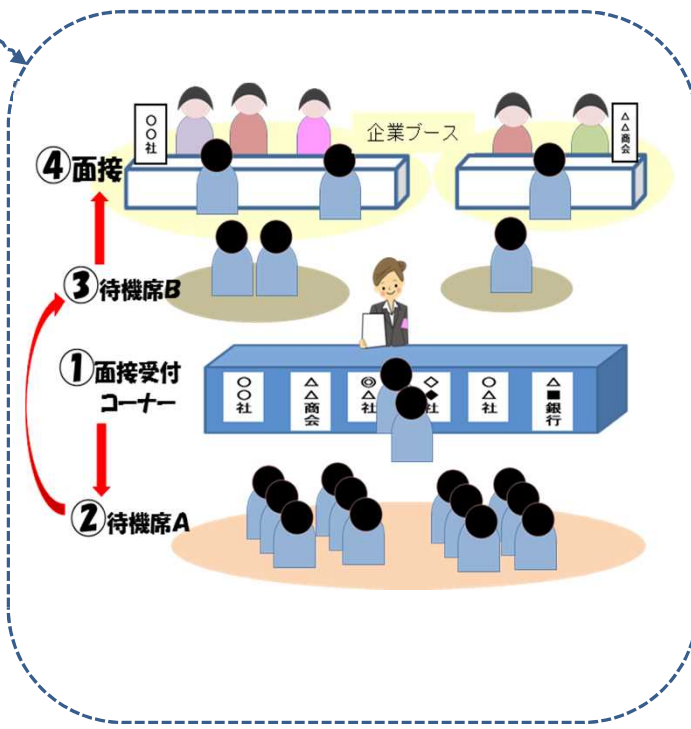 ○○社
企業ブース
△△商会
④面接
③待機席B
①面接受付
コーナー
○○社
△△商会
◎△社
◇◆社
○△社
△■銀行
②待機席A